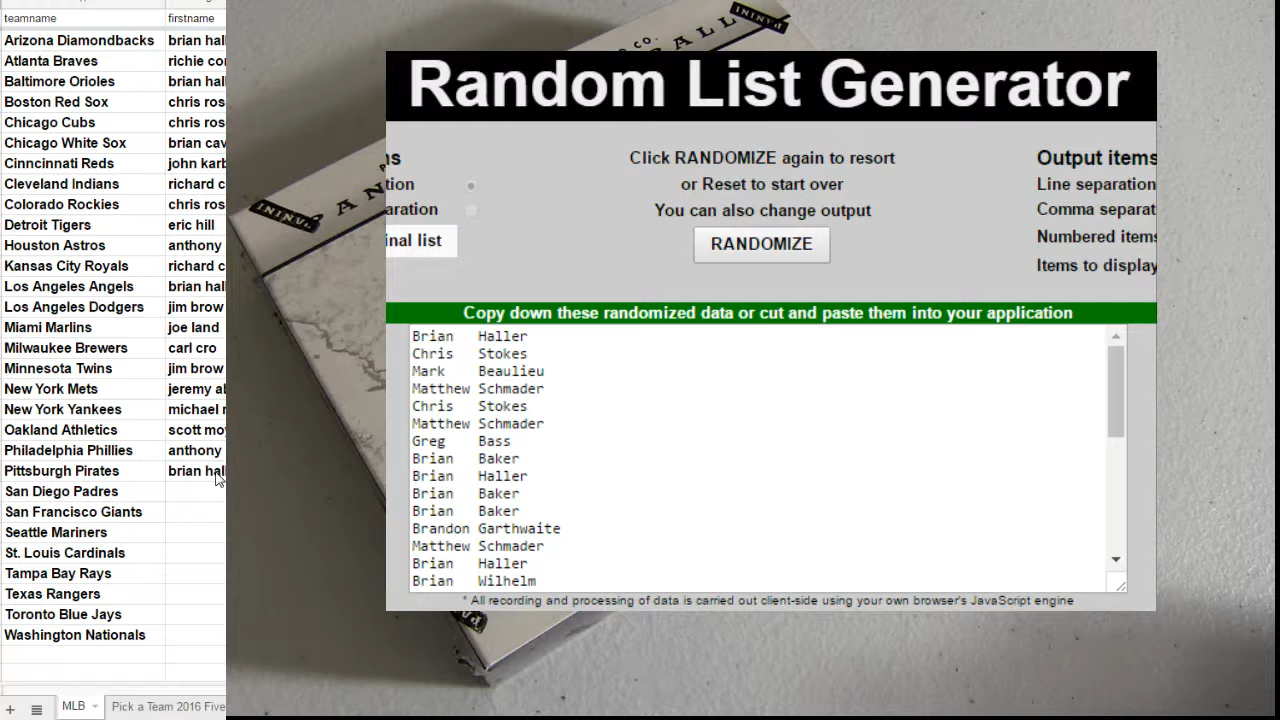 teamname firstname
Arizona Diamondbacks brian hal
Atlanta Braves richie co
Baltimore Orioles brian hal
Boston Red Sox chris ros
Chicago Cubs chris ros
Chicago White Sox brian cav
Cinncinnati Reds john kark
Cleveland Indians richard c
Colorado Rockies chris ros
Detroit Tigers eric hill
Houston Astros anthony
Kansas City Royals richard c
Los Angeles Angels brian hal
Los Angeles Dodgers jim brow
Miami Marlins joe land
Milwaukee Brewers carl cro
Minnesota Twins jim brow
New York Mets jeremy a
New York Yankees michael
Oakland Athletics scott mo
Philadelphia Phillies anthony
Pittsburgh Pirates brian hal
San Diego Padres
San Francisco Giants
Seattle Mariners
St. Louis Cardinals
Tampa Bay Rays
Texas Rangers
Toronto Blue Jays
Washington Nationals
MLB Pick a Team 2016 Five
CO.
BALL
PANINI
PANINI
Random List Generator
ms
tion
aration
inal list
Click RANDOMIZE again to resort
or Reset to start over
You can also change output
RANDOMIZE
Output items
Line separation
Comma separat
Numbered items
Items to display
Copy down these randomized data or cut and paste them into your application
Brian Haller
Chris Stokes
Mark Beaulieu
Matthew Schmader
Chris Stokes
Matthew Schmader
Greg Bass
Brian Baker
Brian Haller
Brian Baker
Brian Baker
Brandon Garthwaite
Matthew Schmader
Brian Haller
Brian Wilhelm
* All recording and processing of data is carried out client-side using your own browser's JavaScript engine